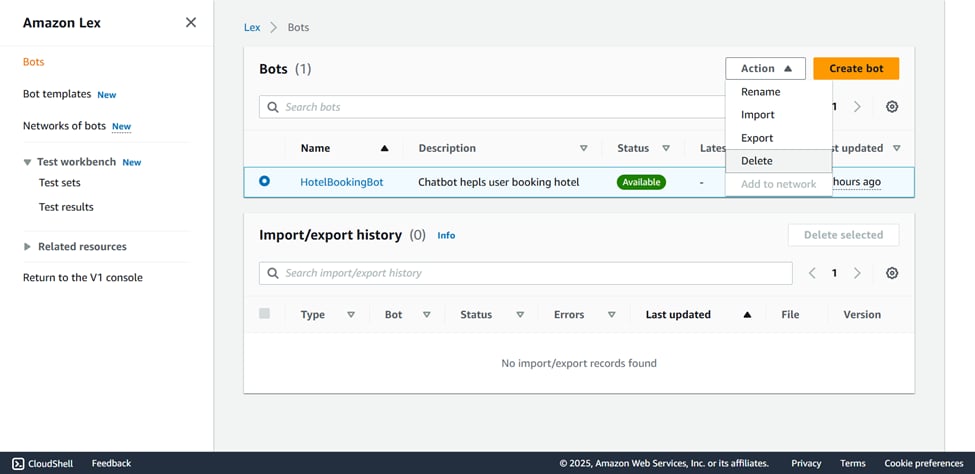 Amazon Lex
Bots
Bot templates New
Networks of bots New
Test workbench New
Test sets
Test results
Related resources
Return to the V1 console
Lex > Bots
Bots (1)
Action
Create bot
Search bots
1
Rename
Import
Export
Delete
Add to network
Name Description Status Lates st updated
HotelBookingBot Chatbot hepls user booking hotel Available - hours ago
Import/export history (0) Info
Delete selected
Search import/export history
1
Type Bot Status Errors Last updated File Version
No import/export records found
CloudShell Feedback © 2025, Amazon Web Services, Inc. or its affiliates. Privacy Terms Cookie preferences